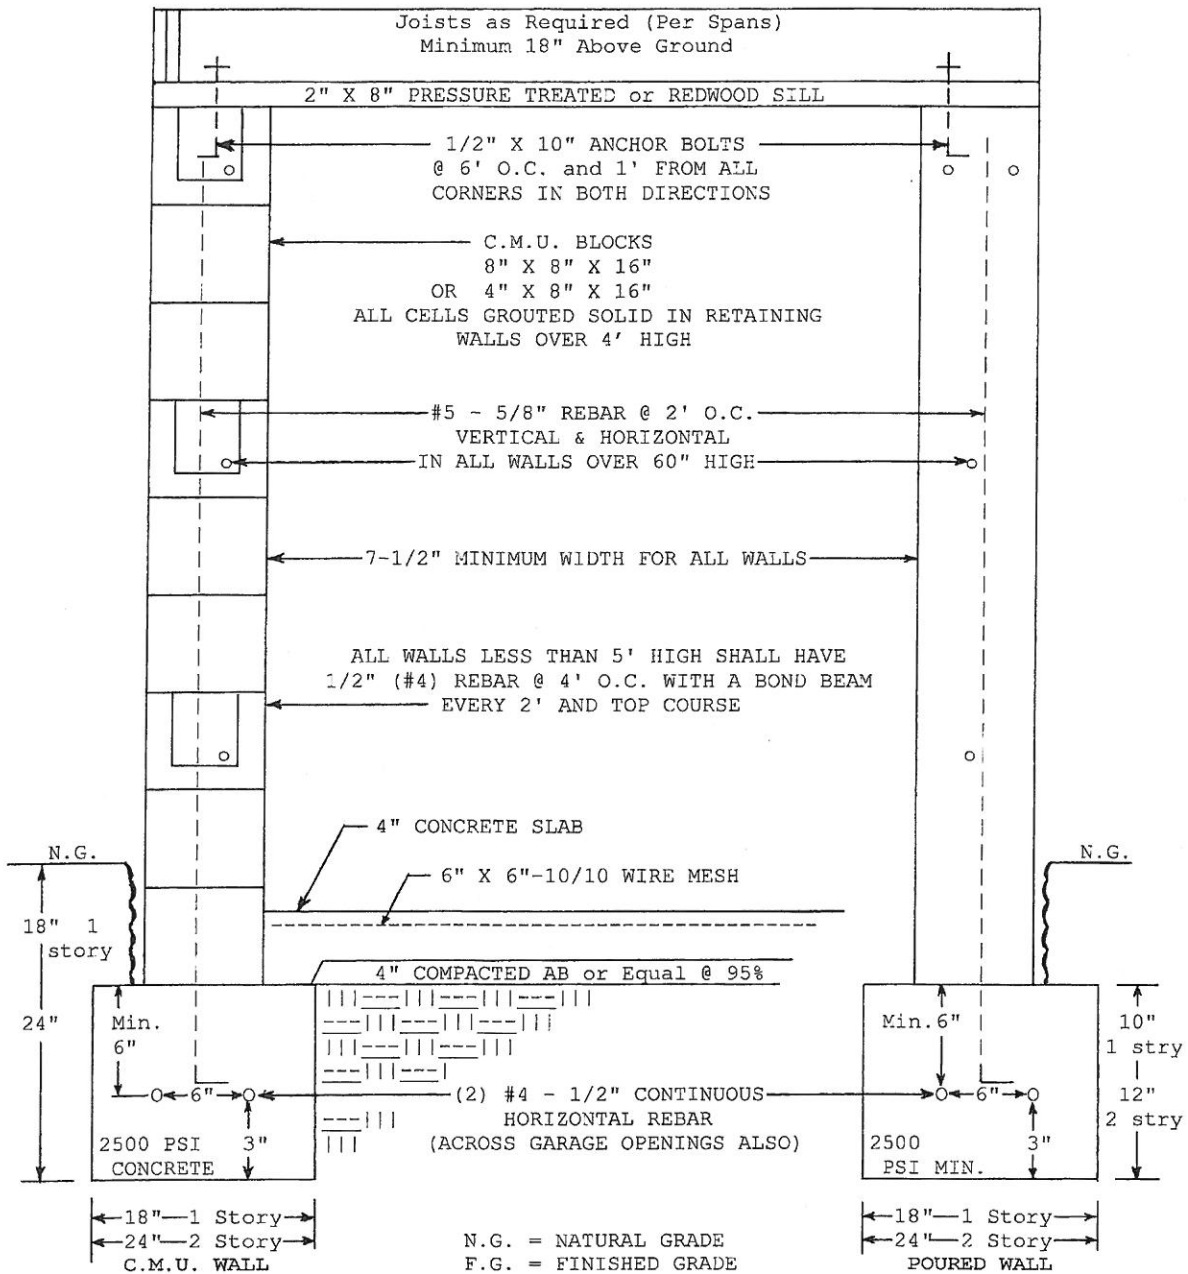 Joists as Required (Per Spans)
Minimum 18" Above Ground
2" X 8" PRESSURE TREATED or REDWOOD SILL
1/2" X 10" ANCHOR BOLTS
@ 6' O.C. and 1' FROM ALL
CORNERS IN BOTH DIRECTIONS
C.M.U. BLOCKS
8" X 8" X 16"
OR 4" X 8" X 16"
ALL CELLS GROUTED SOLID IN RETAINING
WALLS OVER 4' HIGH
#5 - 5/8" REBAR @ 2' O.C.
VERTICAL & HORIZONTAL
IN ALL WALLS OVER 60" HIGH
7-1/2" MINIMUM WIDTH FOR ALL WALLS
ALL WALLS LESS THAN 5' HIGH SHALL HAVE
1/2" (#4) REBAR @ 4' O.C. WITH A BOND BEAM
EVERY 2' AND TOP COURSE
4" CONCRETE SLAB
6" X 6"-10/10 WIRE MESH
4" COMPACTED AB or Equal @ 95%
N.G.
18" 1
story
24"
Min.
6"
6"
2500 PSI
CONCRETE
3"
(2) #4 - 1/2" CONTINUOUS
HORIZONTAL REBAR
(ACROSS GARAGE OPENINGS ALSO)
N.G.
Min.6"
6"
2500
PSI MIN.
3"
10"
1 stry
12"
2 stry
18"—1 Story
24"—2 Story
C.M.U. WALL
N.G. = NATURAL GRADE
F.G. = FINISHED GRADE
18"—1 Story
24"—2 Story
POURED WALL